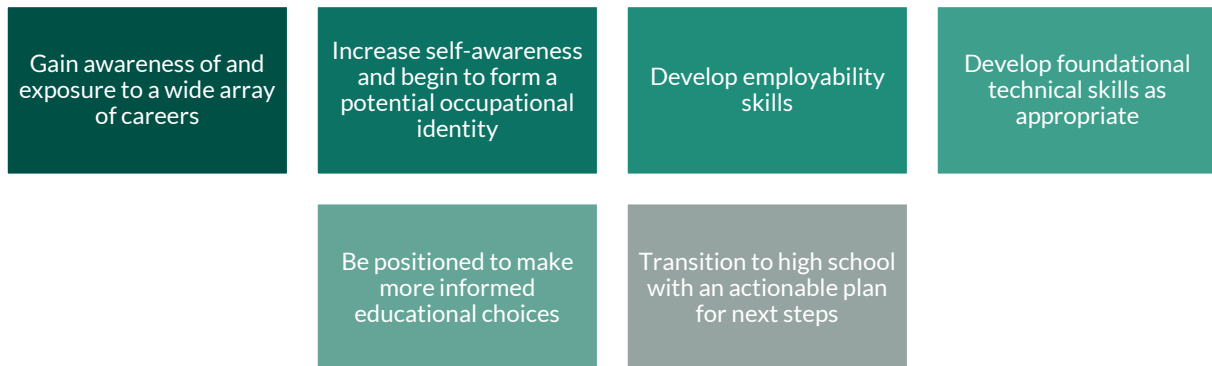 Gain awareness of and
exposure to a wide array
of careers
Increase self-awareness
and begin to form a
potential occupational
identity
Develop employability
skills
Develop foundational
technical skills as
appropriate
Be positioned to make
more informed
educational choices
Transition to high school
with an actionable plan
for next steps